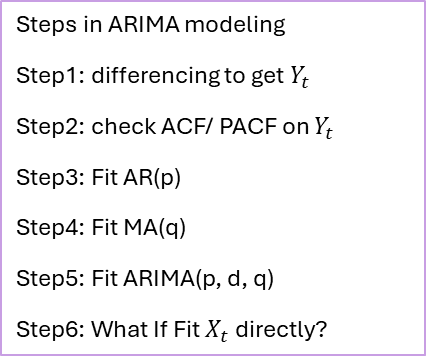 Steps in ARIMA modeling
Step1: differencing to get Yₜ
Step2: check ACF/ PACF on Yₜ
Step3: Fit AR(p)
Step4: Fit MA(q)
Step5: Fit ARIMA(p, d, q)
Step6: What If Fit Xₜ directly?